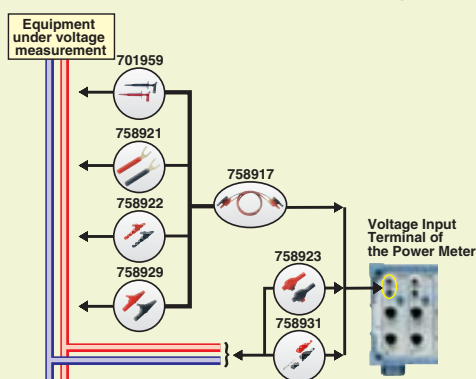 Equipment
under voltage
measurement
701959
758921
758917
758922
Voltage Input
Terminal of
the Power Meter
758923
758929
758931